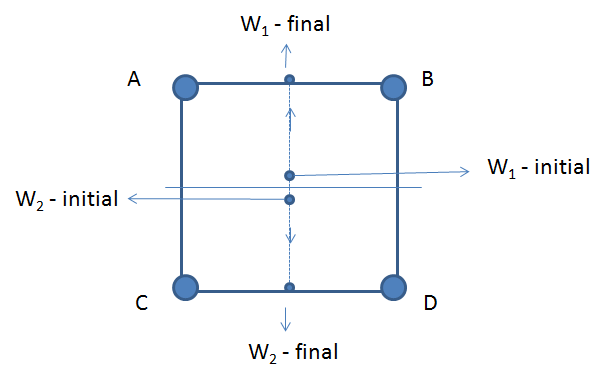 W₁ - final
A
B
W₁ - initial
W₂ - initial
C
D
W₂ - final